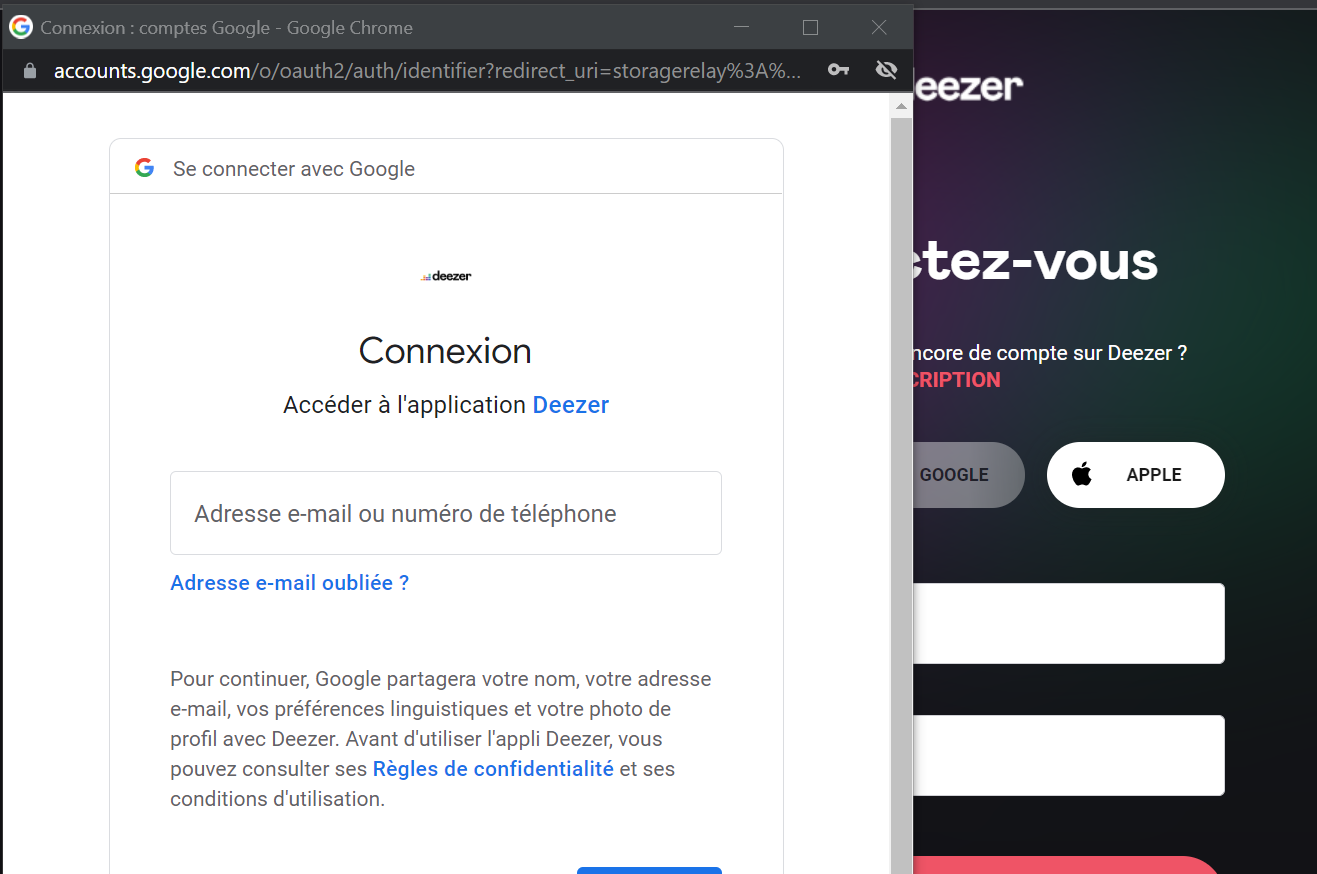 Connexion : comptes Google - Google Chrome
accounts.google.com/o/oauth2/auth/identifier?redirect_uri=storagerelay%3A%...
Se connecter avec Google
deezer
Connexion
Accéder à l'application Deezer
Adresse e-mail ou numéro de téléphone
Adresse e-mail oubliée ?
Pour continuer, Google partagera votre nom, votre adresse
e-mail, vos préférences linguistiques et votre photo de
profil avec Deezer. Avant d'utiliser l'appli Deezer, vous
pouvez consulter ses Règles de confidentialité et ses
conditions d'utilisation.
deezer
ctez-vous
ncore de compte sur Deezer ?
CRIPTION
GOOGLE
APPLE